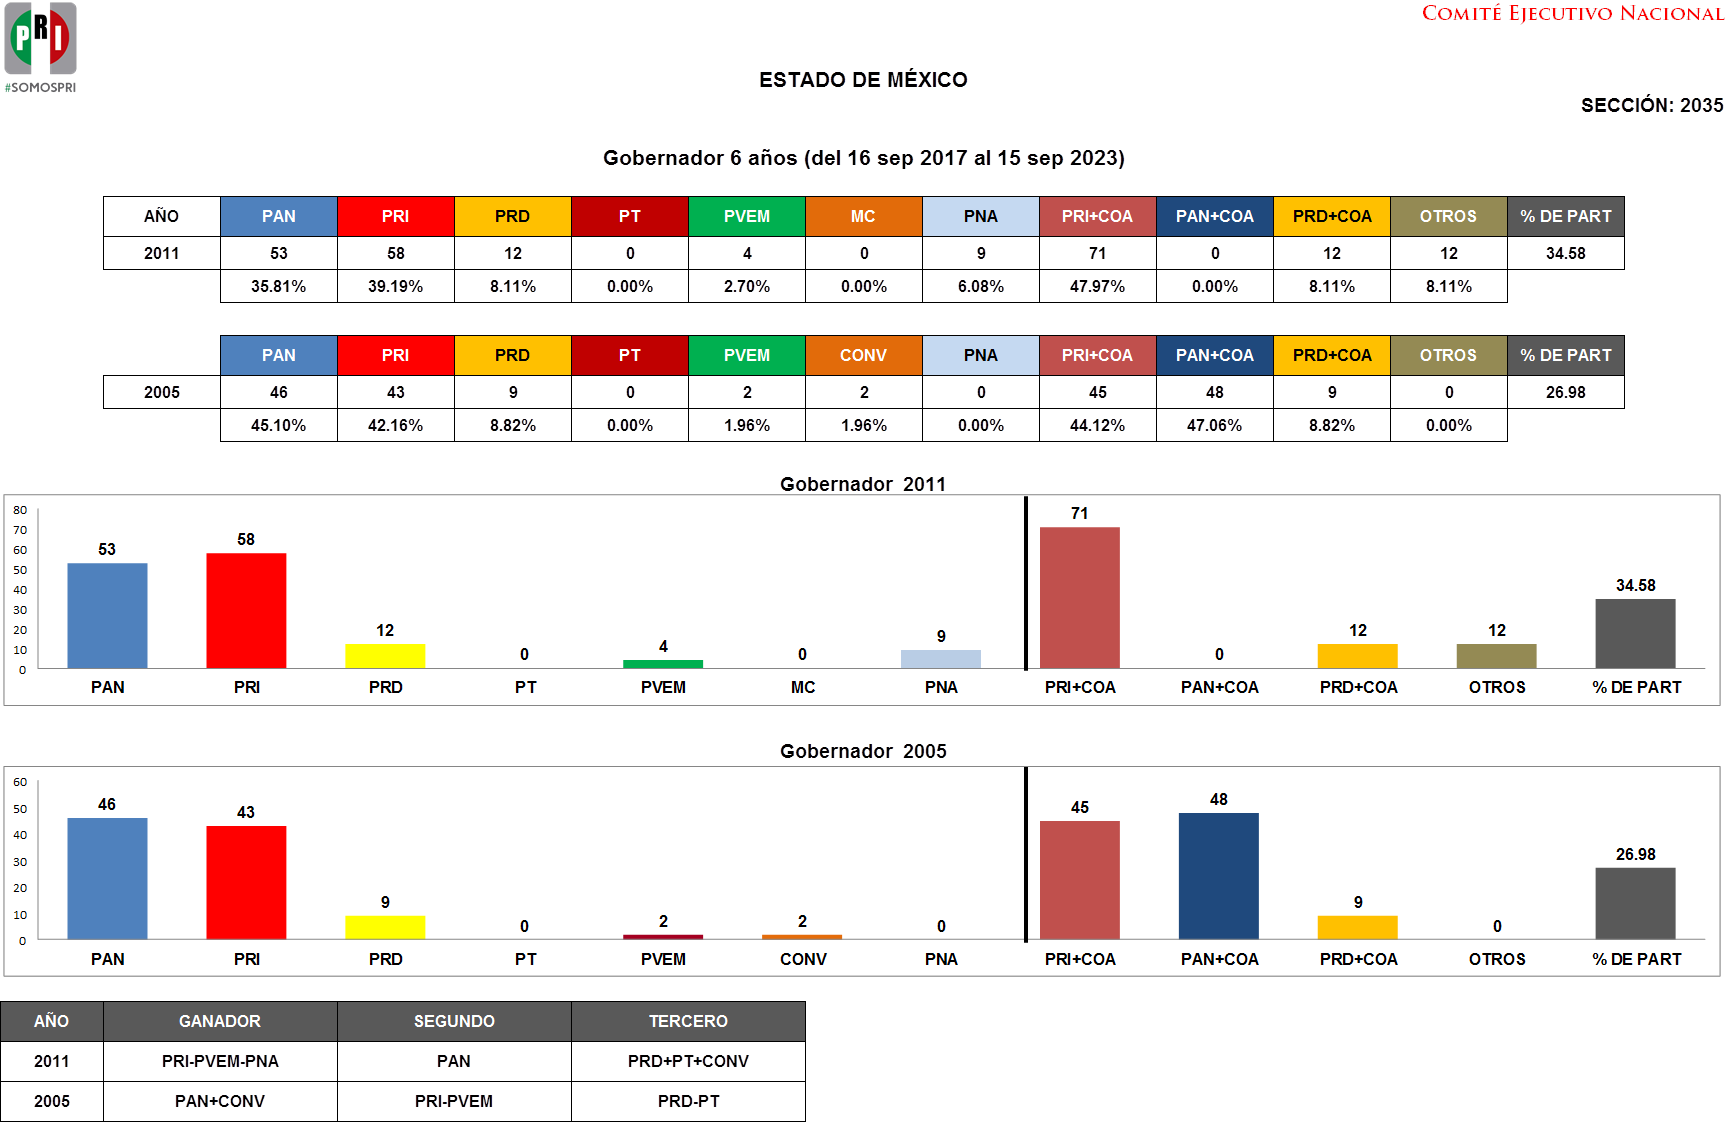 PRI
#SOMOSPRI
COMITÉ EJECUTIVO NACIONAL
ESTADO DE MÉXICO
SECCIÓN: 2035
Gobernador 6 años (del 16 sep 2017 al 15 sep 2023)
AÑO PAN PRI PRD PT PVEM MC PNA PRI+COA PAN+COA PRD+COA OTROS % DE PART
2011 53 58 12 0 4 0 9 71 0 12 12 34.58
35.81% 39.19% 8.11% 0.00% 2.70% 0.00% 6.08% 47.97% 0.00% 8.11% 8.11%
PAN PRI PRD PT PVEM CONV PNA PRI+COA PAN+COA PRD+COA OTROS % DE PART
2005 46 43 9 0 2 2 0 45 48 9 0 26.98
45.10% 42.16% 8.82% 0.00% 1.96% 1.96% 0.00% 44.12% 47.06% 8.82% 0.00%
Gobernador 2011
80
70
60
50
40
30
20
10
0
53 58 12 0 4 0 9 71 0 12 12 34.58
PAN PRI PRD PT PVEM MC PNA PRI+COA PAN+COA PRD+COA OTROS % DE PART
Gobernador 2005
60
50
40
30
20
10
0
46 43 9 0 2 2 0 45 48 9 0 26.98
PAN PRI PRD PT PVEM CONV PNA PRI+COA PAN+COA PRD+COA OTROS % DE PART
AÑO GANADOR SEGUNDO TERCERO
2011 PRI-PVEM-PNA PAN PRD+PT+CONV
2005 PAN+CONV PRI-PVEM PRD-PT